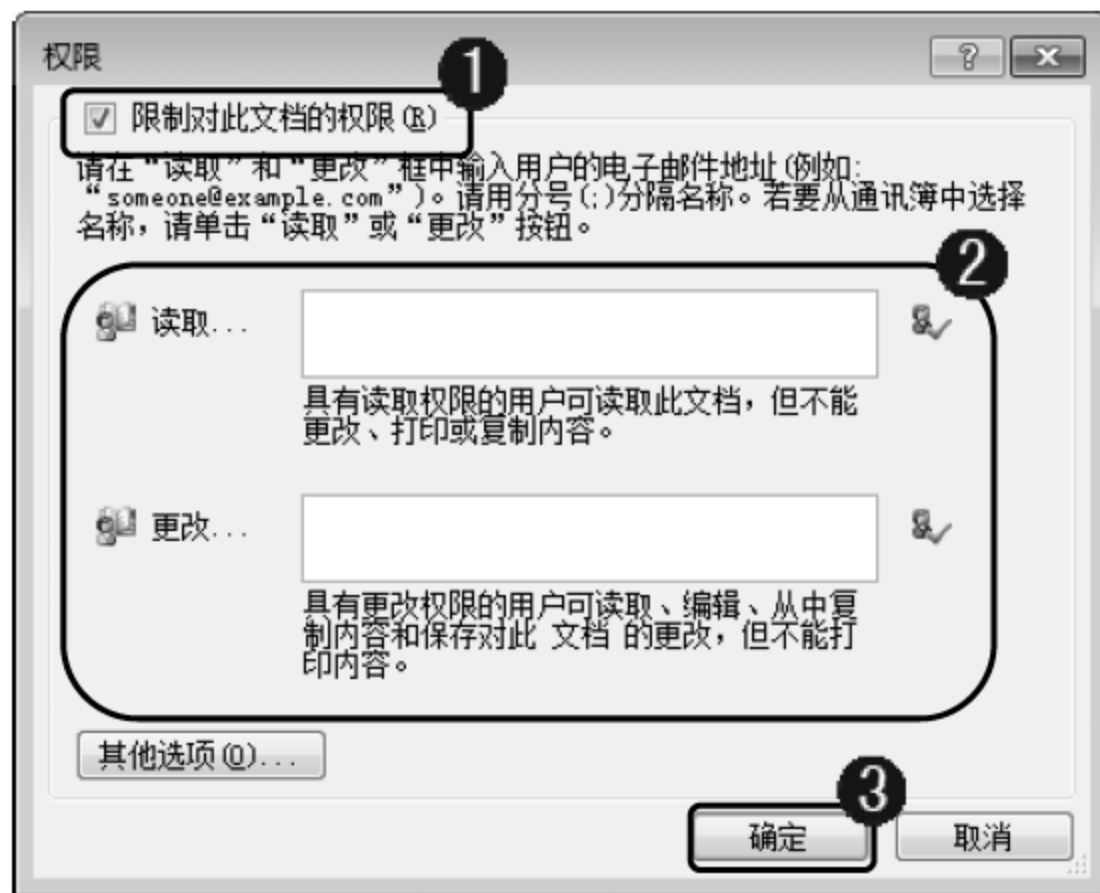 权限
1
限制对此文档的权限(R)
请在“读取”和“更改”框中输入用户的电子邮件地址(例如:
“someone@example.com”)。请用分号(;)分隔名称。若要从通讯簿中选择
名称，请单击“读取”或“更改”按钮。
2
读取...
具有读取权限的用户可读取此文档，但不能
更改、打印或复制内容。
更改...
具有更改权限的用户可读取、编辑、从中复
制内容和保存对此 文档 的更改，但不能打
印内容。
其他选项(O)...
3
确定
取消